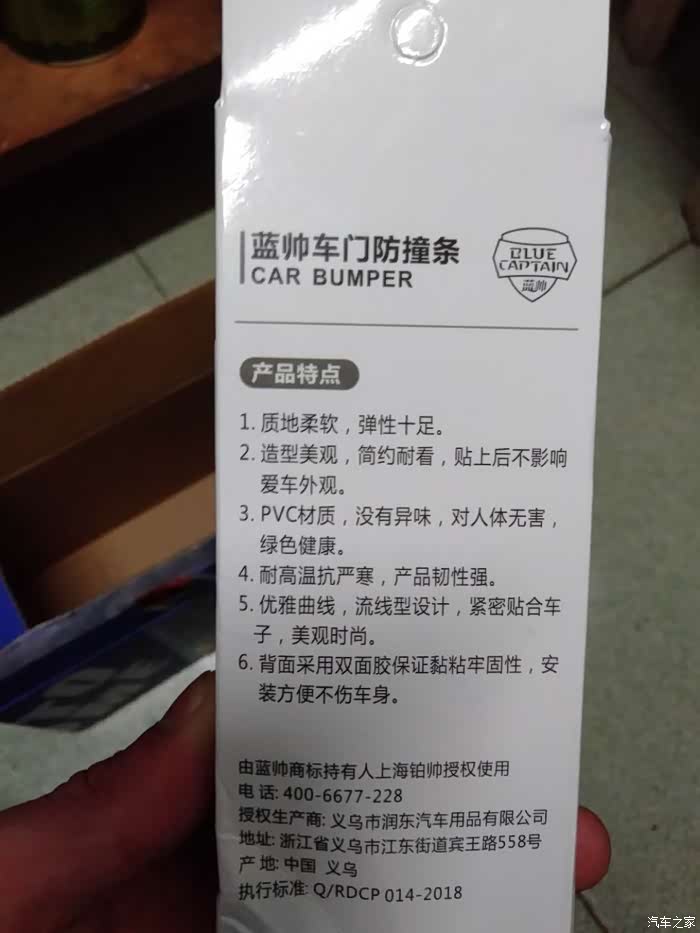 蓝帅车门防撞条
CAR BUMPER
BLUE
CAPTAIN
蓝帅
产品特点
1. 质地柔软，弹性十足。
2. 造型美观，简约耐看，贴上后不影响
爱车外观。
3. PVC材质，没有异味，对人体无害，
绿色健康。
4. 耐高温抗严寒，产品韧性强。
5. 优雅曲线，流线型设计，紧密贴合车
子，美观时尚。
6. 背面采用双面胶保证黏粘牢固性，安
装方便不伤车身。
由蓝帅商标持有人上海铂帅授权使用
电 话: 400-6677-228
授权生产商: 义乌市润东汽车用品有限公司
地址: 浙江省义乌市江东街道宾王路558号
产 地: 中国 义乌
执行标准: Q/RDCP 014-2018
汽车之家